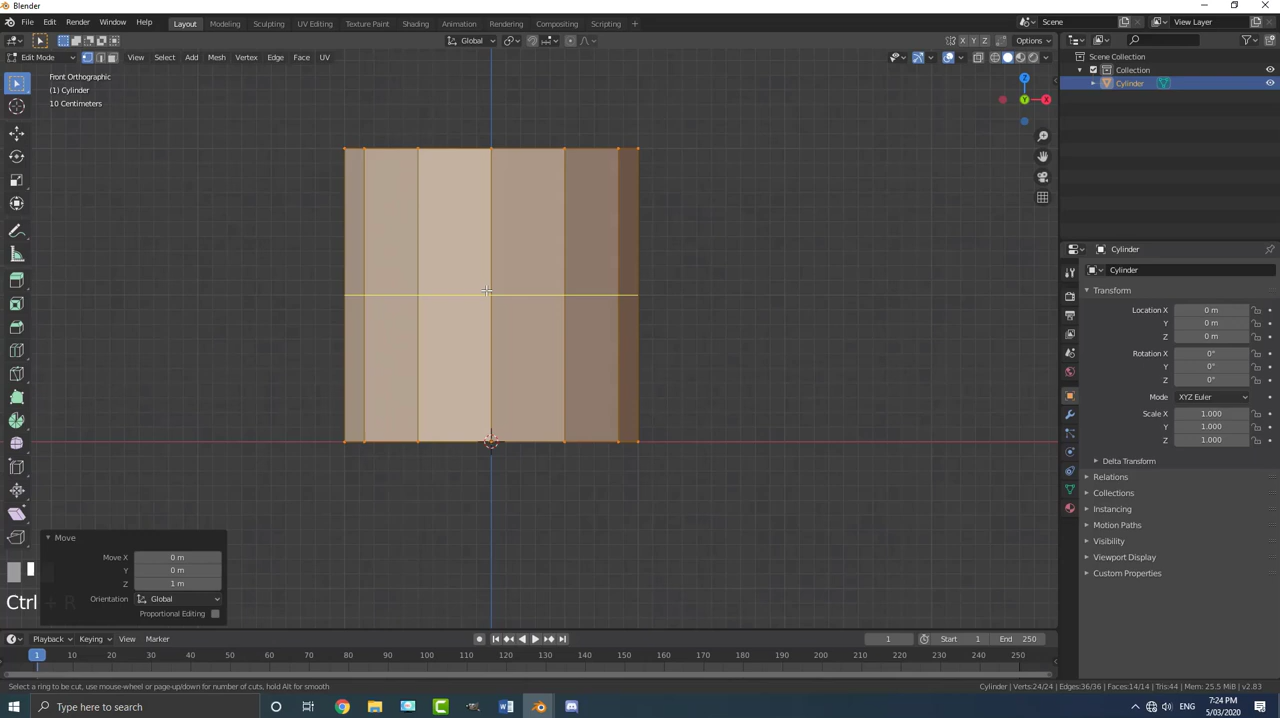 Blender
File Edit Render Window Help Layout Modeling Sculpting UV Editing Texture Paint Shading Animation Rendering Compositing Scripting + Scene View Layer
Global X Y Z Options
Edit Mode View Select Add Mesh Vertex Edge Face UV
Front Orthographic
(1) Cylinder
10 Centimeters
Z
Y X
Scene Collection
Collection
Cylinder
Cylinder
Cylinder
Transform
Location X 0 m
Y 0 m
Z 0 m
Rotation X 0°
Y 0°
Z 0°
Mode XYZ Euler
Scale X 1.000
Y 1.000
Z 1.000
Delta Transform
Relations
Collections
Instancing
Motion Paths
Visibility
Viewport Display
Custom Properties
Move
Move X 0 m
Y 0 m
Z 1 m
Orientation Global
Proportional Editing
Ctrl + R
Playback Keying View Marker 1 Start 1 End 250
1 10 20 30 40 50 60 70 80 90 100 110 120 130 140 150 160 170 180 190 200 210 220 230 240 250
Select a ring to be cut, use mouse-wheel or page-up/down for number of cuts, hold Alt for smooth
Cylinder | Verts:24/24 | Edges:36/36 | Faces:14/14 | Tris:44 | Mem: 25.5 MiB | v2.83
Type here to search
7:24 PM
5/03/2020